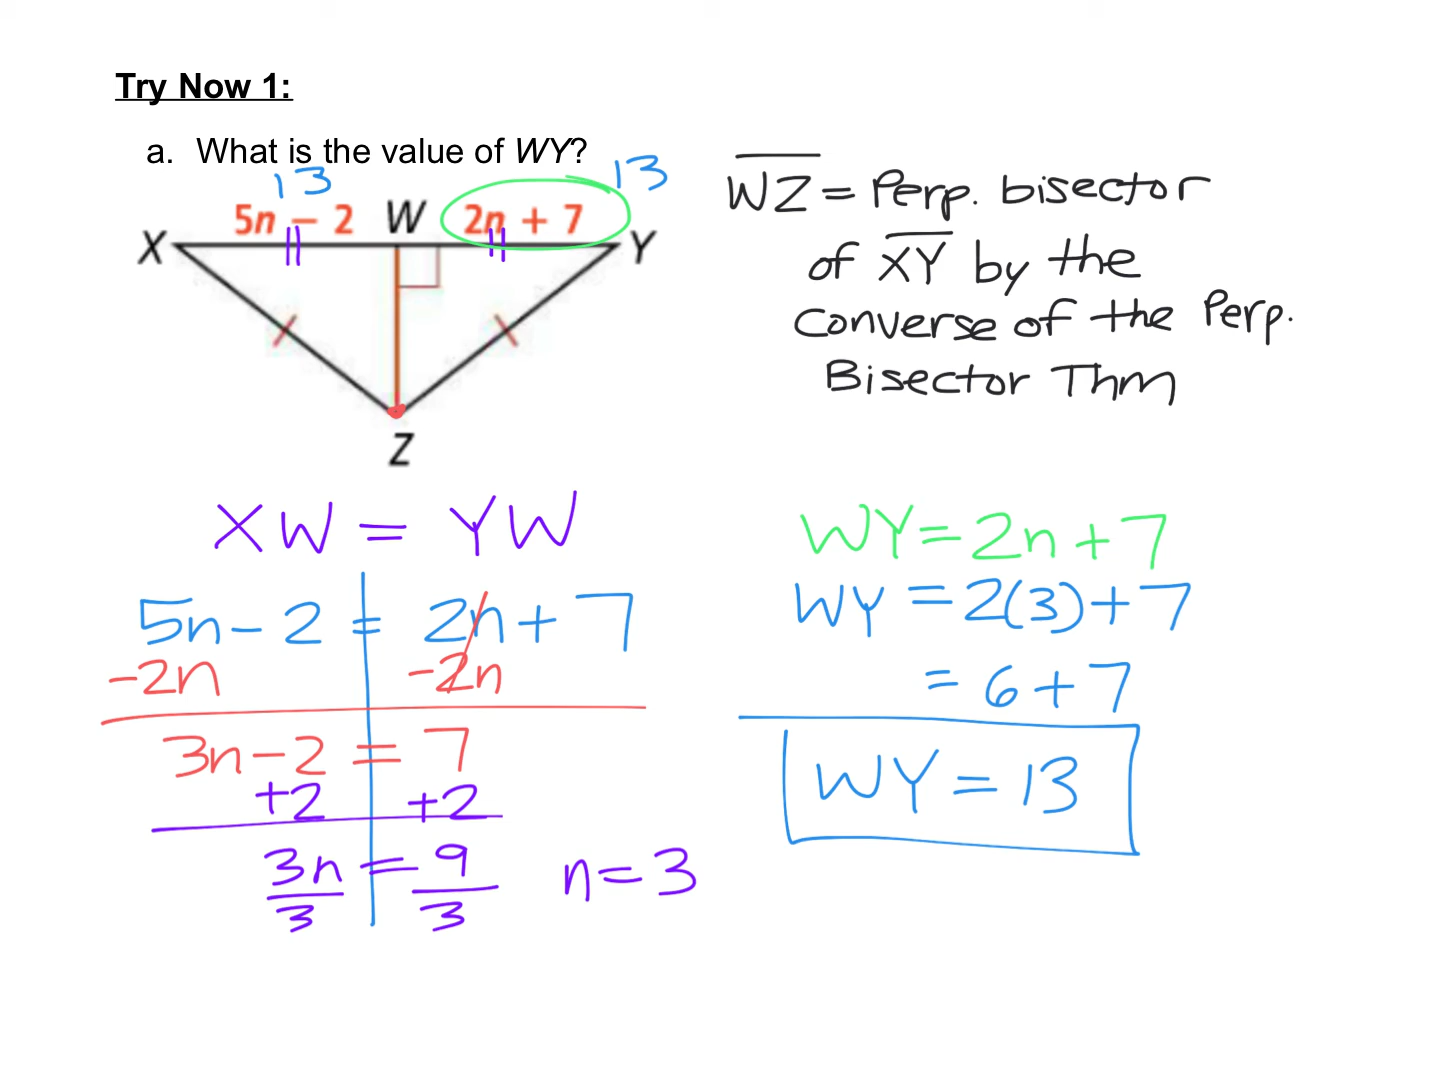 Try Now 1:
a. What is the value of WY?
13
13
5n − 2 W 2n + 7
X Y
Z
WZ = Perp. bisector
of XY by the
converse of the Perp.
Bisector Thm
XW = YW
5n − 2 = 2n + 7
−2n −2n
3n − 2 = 7
+2 +2
3n = 9
3 3
n = 3
WY = 2n + 7
WY = 2(3) + 7
= 6 + 7
WY = 13